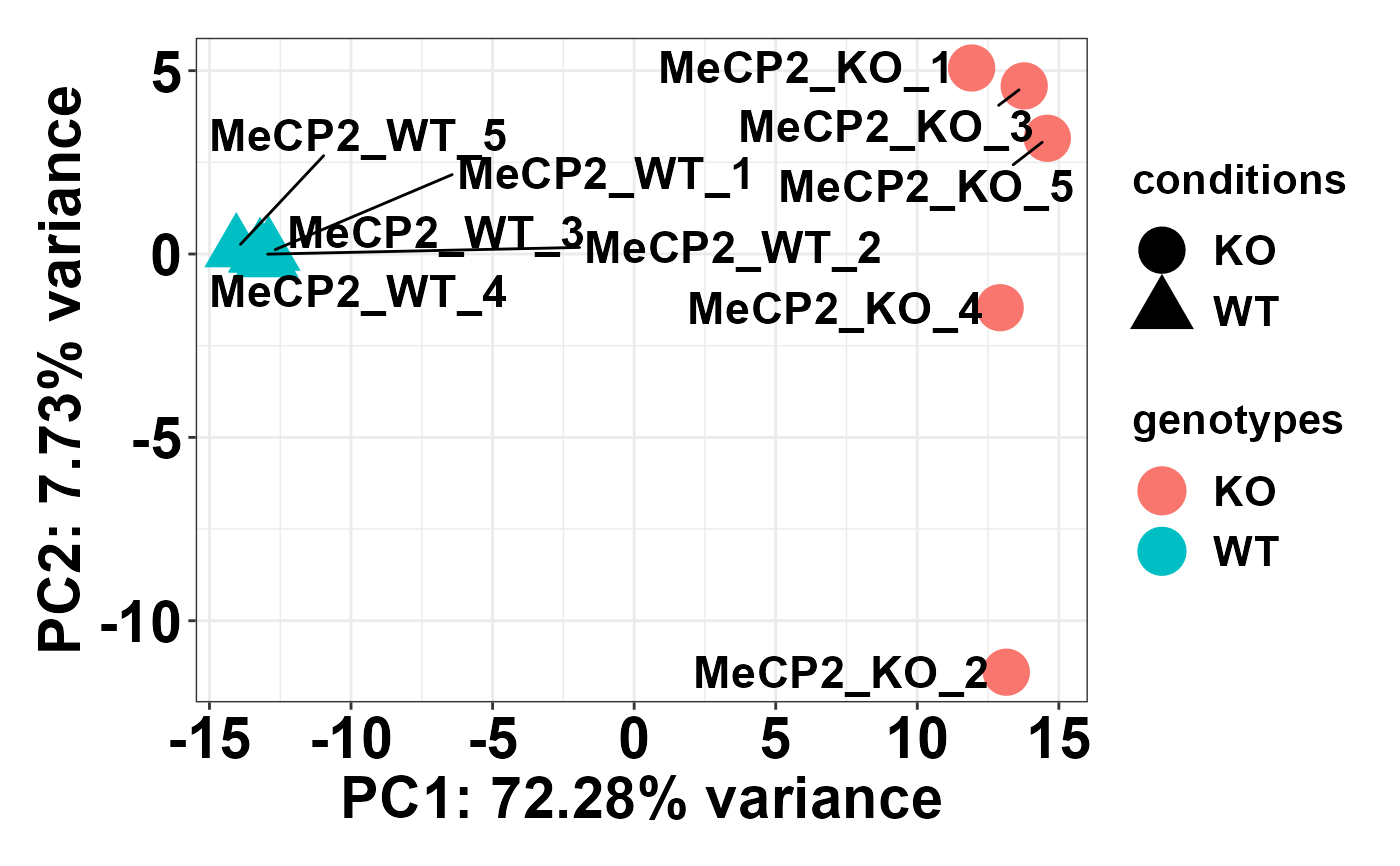 PC2: 7.73% variance
5
0
-5
-10
MeCP2_KO_1
MeCP2_KO_3
MeCP2_KO_5
MeCP2_WT_5
MeCP2_WT_1
MeCP2_WT_3
MeCP2_WT_2
MeCP2_WT_4
MeCP2_KO_4
MeCP2_KO_2
-15 -10 -5 0 5 10 15
PC1: 72.28% variance
conditions
KO
WT
genotypes
KO
WT